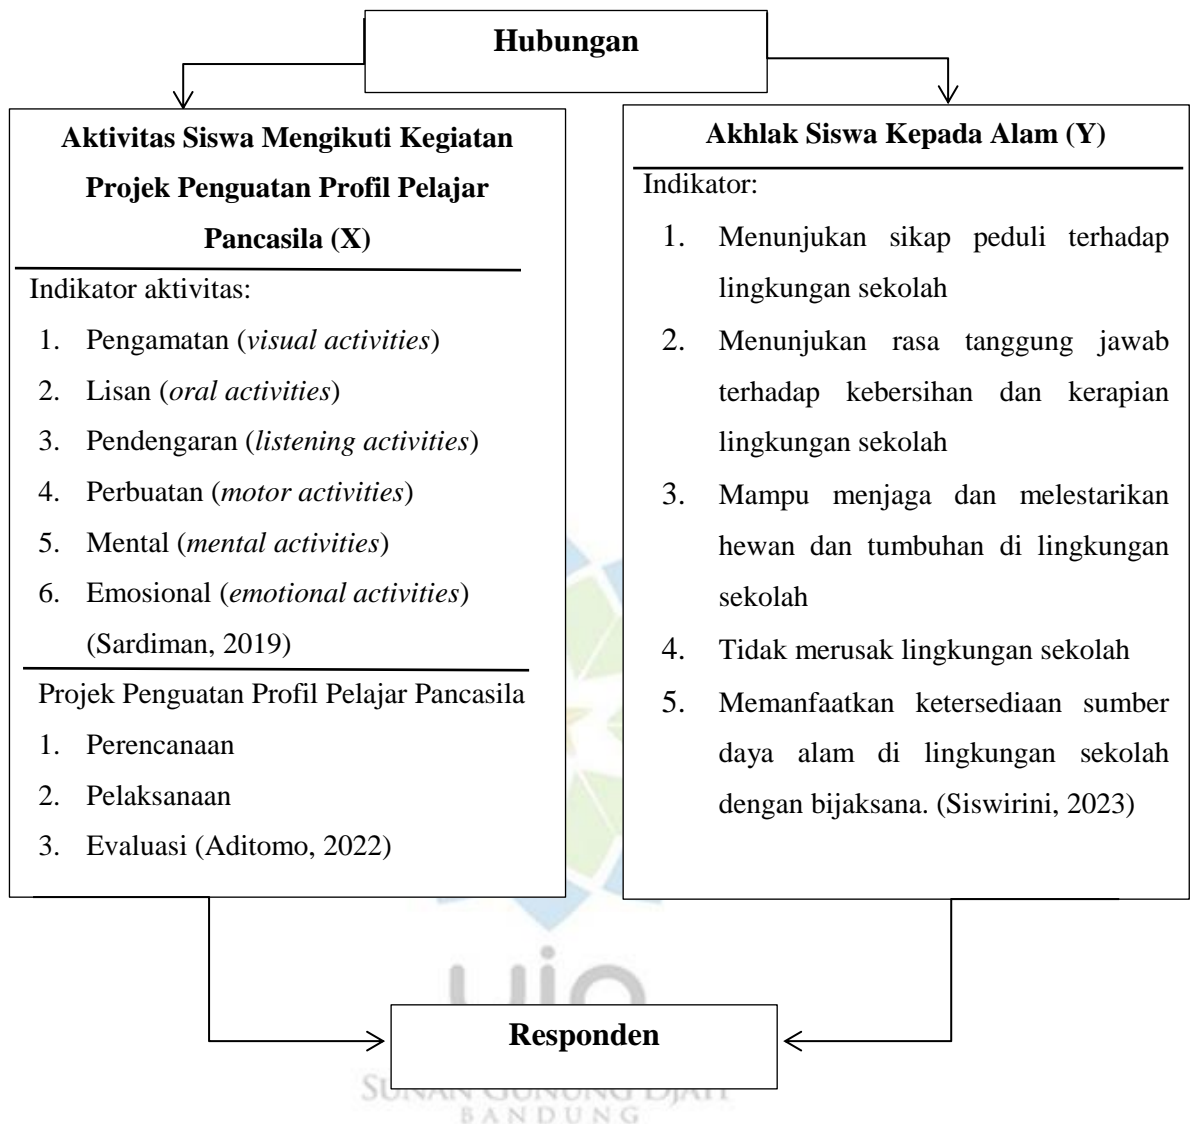 Hubungan
Aktivitas Siswa Mengikuti Kegiatan
Projek Penguatan Profil Pelajar
Pancasila (X)
Indikator aktivitas:
1. Pengamatan (visual activities)
2. Lisan (oral activities)
3. Pendengaran (listening activities)
4. Perbuatan (motor activities)
5. Mental (mental activities)
6. Emosional (emotional activities)
(Sardiman, 2019)
Projek Penguatan Profil Pelajar Pancasila
1. Perencanaan
2. Pelaksanaan
3. Evaluasi (Aditomo, 2022)
Akhlak Siswa Kepada Alam (Y)
Indikator:
1. Menunjukan sikap peduli terhadap
lingkungan sekolah
2. Menunjukan rasa tanggung jawab
terhadap kebersihan dan kerapian
lingkungan sekolah
3. Mampu menjaga dan melestarikan
hewan dan tumbuhan di lingkungan
sekolah
4. Tidak merusak lingkungan sekolah
5. Memanfaatkan ketersediaan sumber
daya alam di lingkungan sekolah
dengan bijaksana. (Siswirini, 2023)
uin
Responden
SUNAN GUNUNG DJATI
BANDUNG